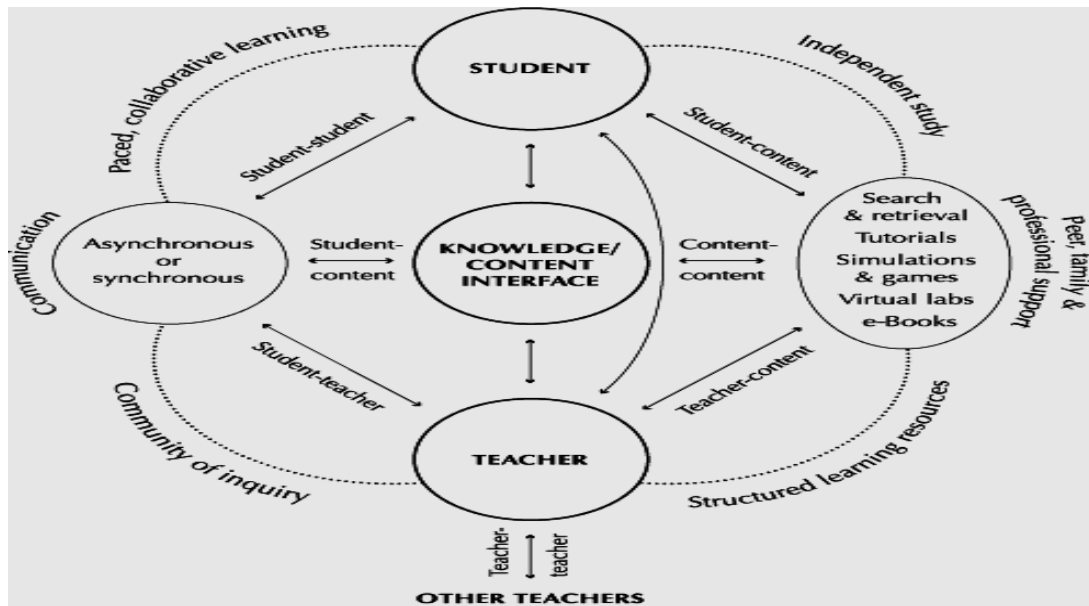 STUDENT
Paced, collaborative learning
Independent study
Student-student
Student-content
Communication
Asynchronous
or
synchronous
Student-
content
KNOWLEDGE/
CONTENT
INTERFACE
Content-
content
Search
& retrieval
Tutorials
Simulations
& games
Virtual labs
e-Books
Peer, family &
professional support
Student-teacher
Teacher-content
Community of inquiry
TEACHER
Structured learning resources
Teacher-
teacher
OTHER TEACHERS